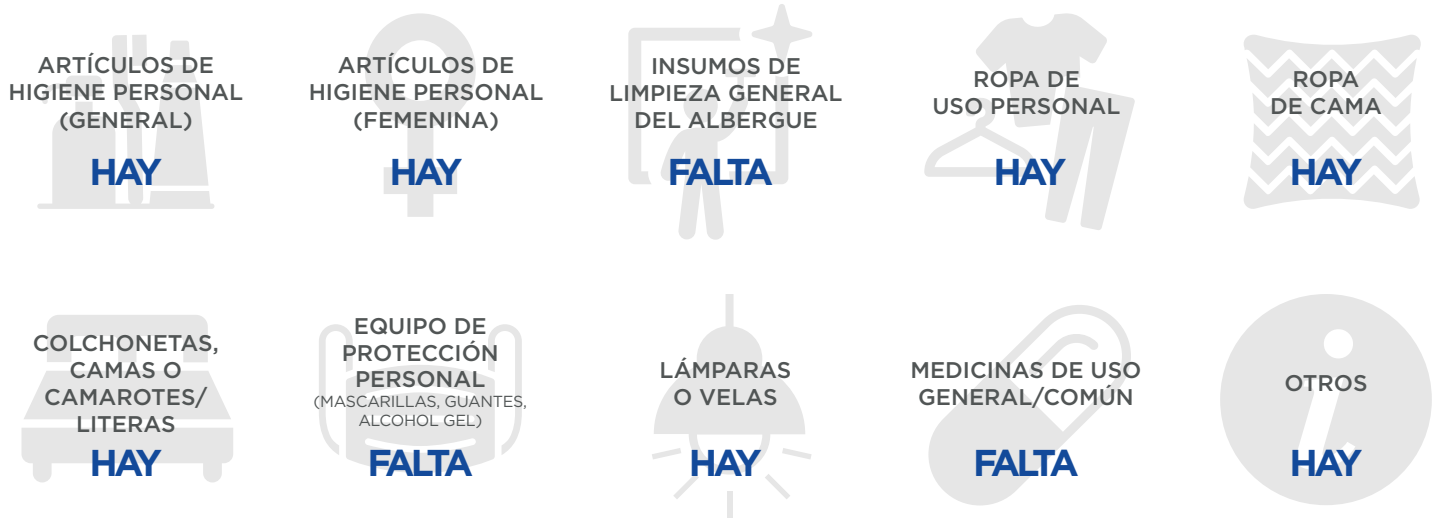 ARTÍCULOS DE
HIGIENE PERSONAL
(GENERAL)
HAY
ARTÍCULOS DE
HIGIENE PERSONAL
(FEMENINA)
HAY
INSUMOS DE
LIMPIEZA GENERAL
DEL ALBERGUE
FALTA
ROPA DE
USO PERSONAL
HAY
ROPA
DE CAMA
HAY
COLCHONETAS,
CAMAS O
CAMAROTES/
LITERAS
HAY
EQUIPO DE
PROTECCIÓN
PERSONAL
(MASCARILLAS, GUANTES,
ALCOHOL GEL)
FALTA
LÁMPARAS
O VELAS
HAY
MEDICINAS DE USO
GENERAL/COMÚN
FALTA
OTROS
HAY